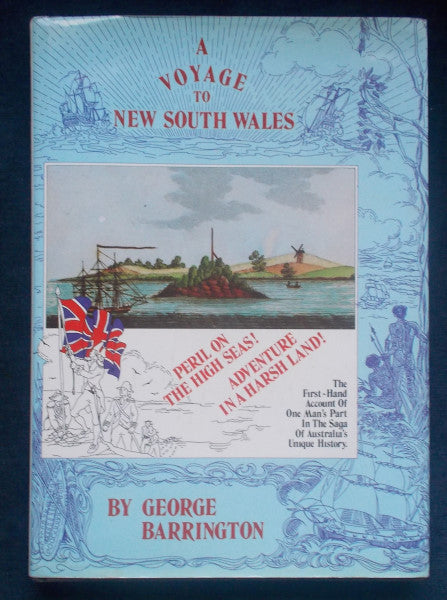 A
VOYAGE
TO
NEW SOUTH WALES
PERIL ON
THE HIGH SEAS!
ADVENTURE
IN A HARSH LAND!
The
First-Hand
Account Of
One Man's Part
In The Saga
Of Australia's
Unique History.
BY GEORGE
BARRINGTON